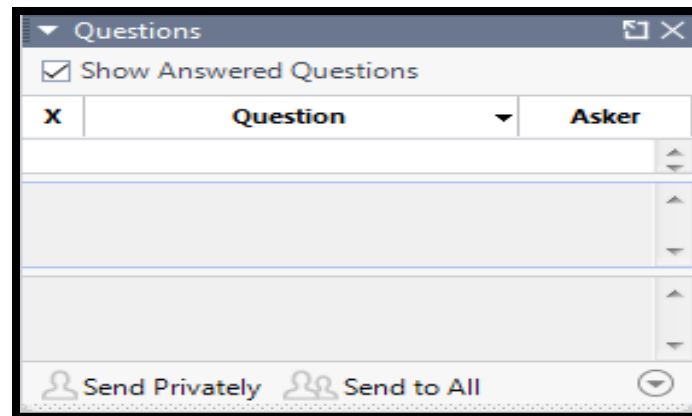 Questions
Show Answered Questions
X Question Asker
Send Privately Send to All